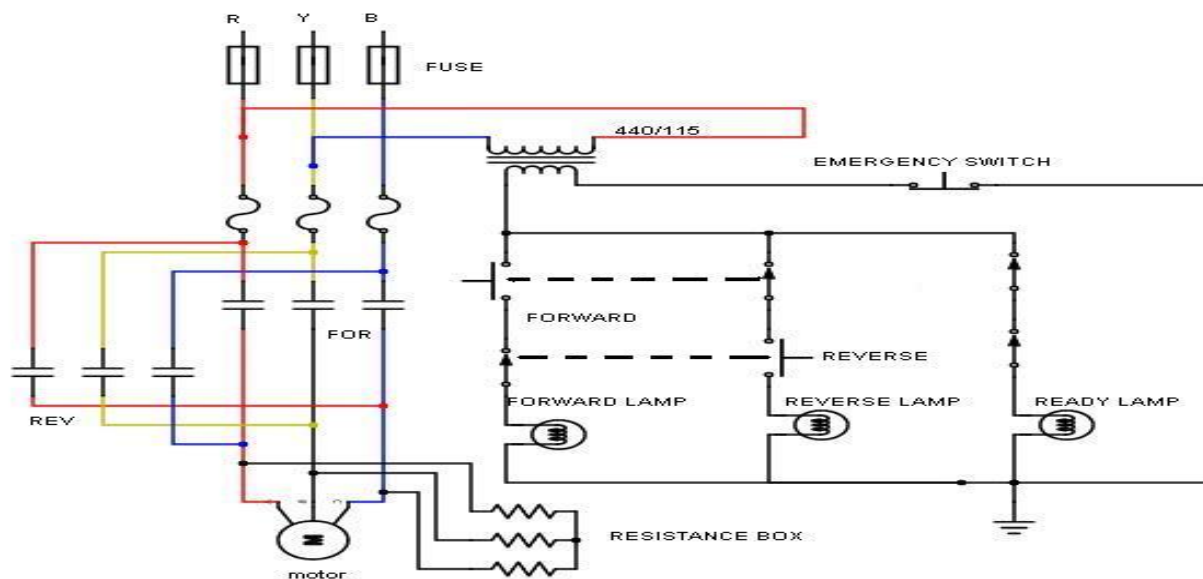 R Y B
FUSE
440/115
EMERGENCY SWITCH
FORWARD
FOR
REVERSE
FORWARD LAMP REVERSE LAMP READY LAMP
REV
RESISTANCE BOX
M
motor